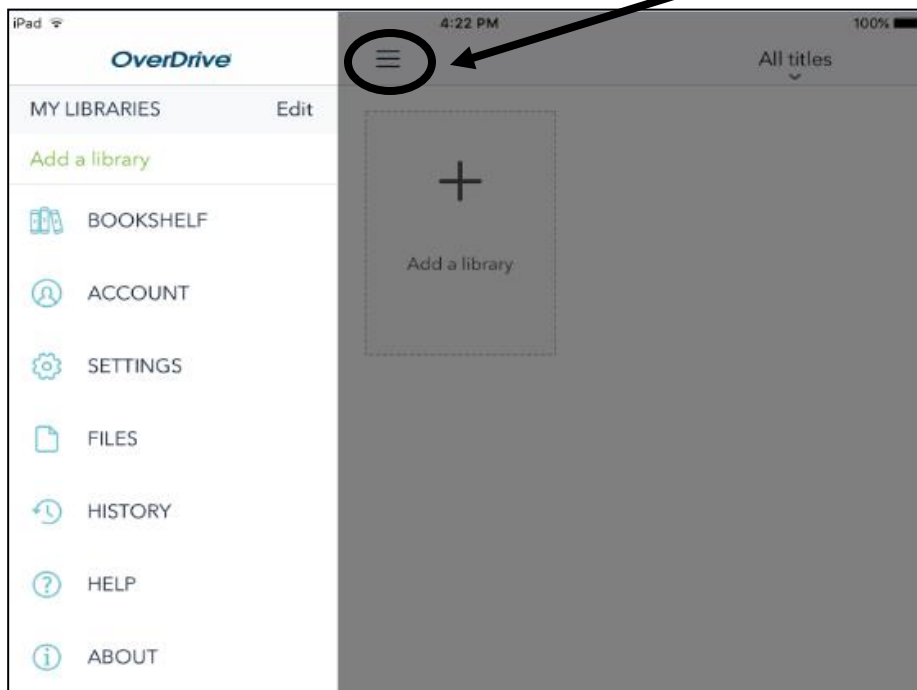 iPad 4:22 PM 100%
OverDrive All titles
MY LIBRARIES Edit
Add a library
BOOKSHELF
ACCOUNT
SETTINGS
FILES
HISTORY
HELP
ABOUT
Add a library